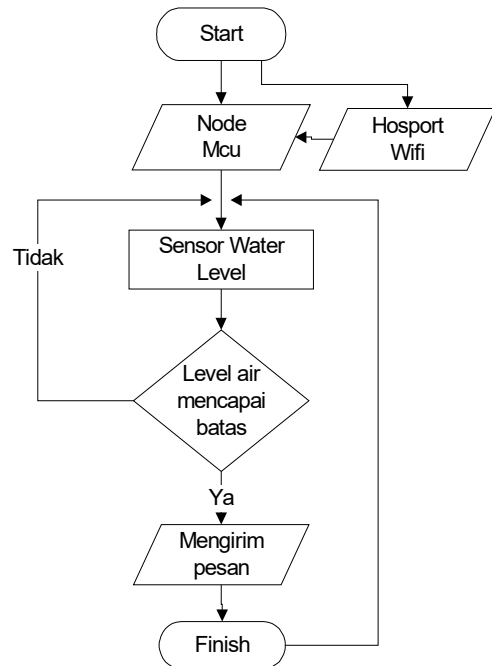 Start
Node
Mcu
Hosport
Wifi
Tidak
Sensor Water
Level
Level air
mencapai
batas
Ya
Mengirim
pesan
Finish